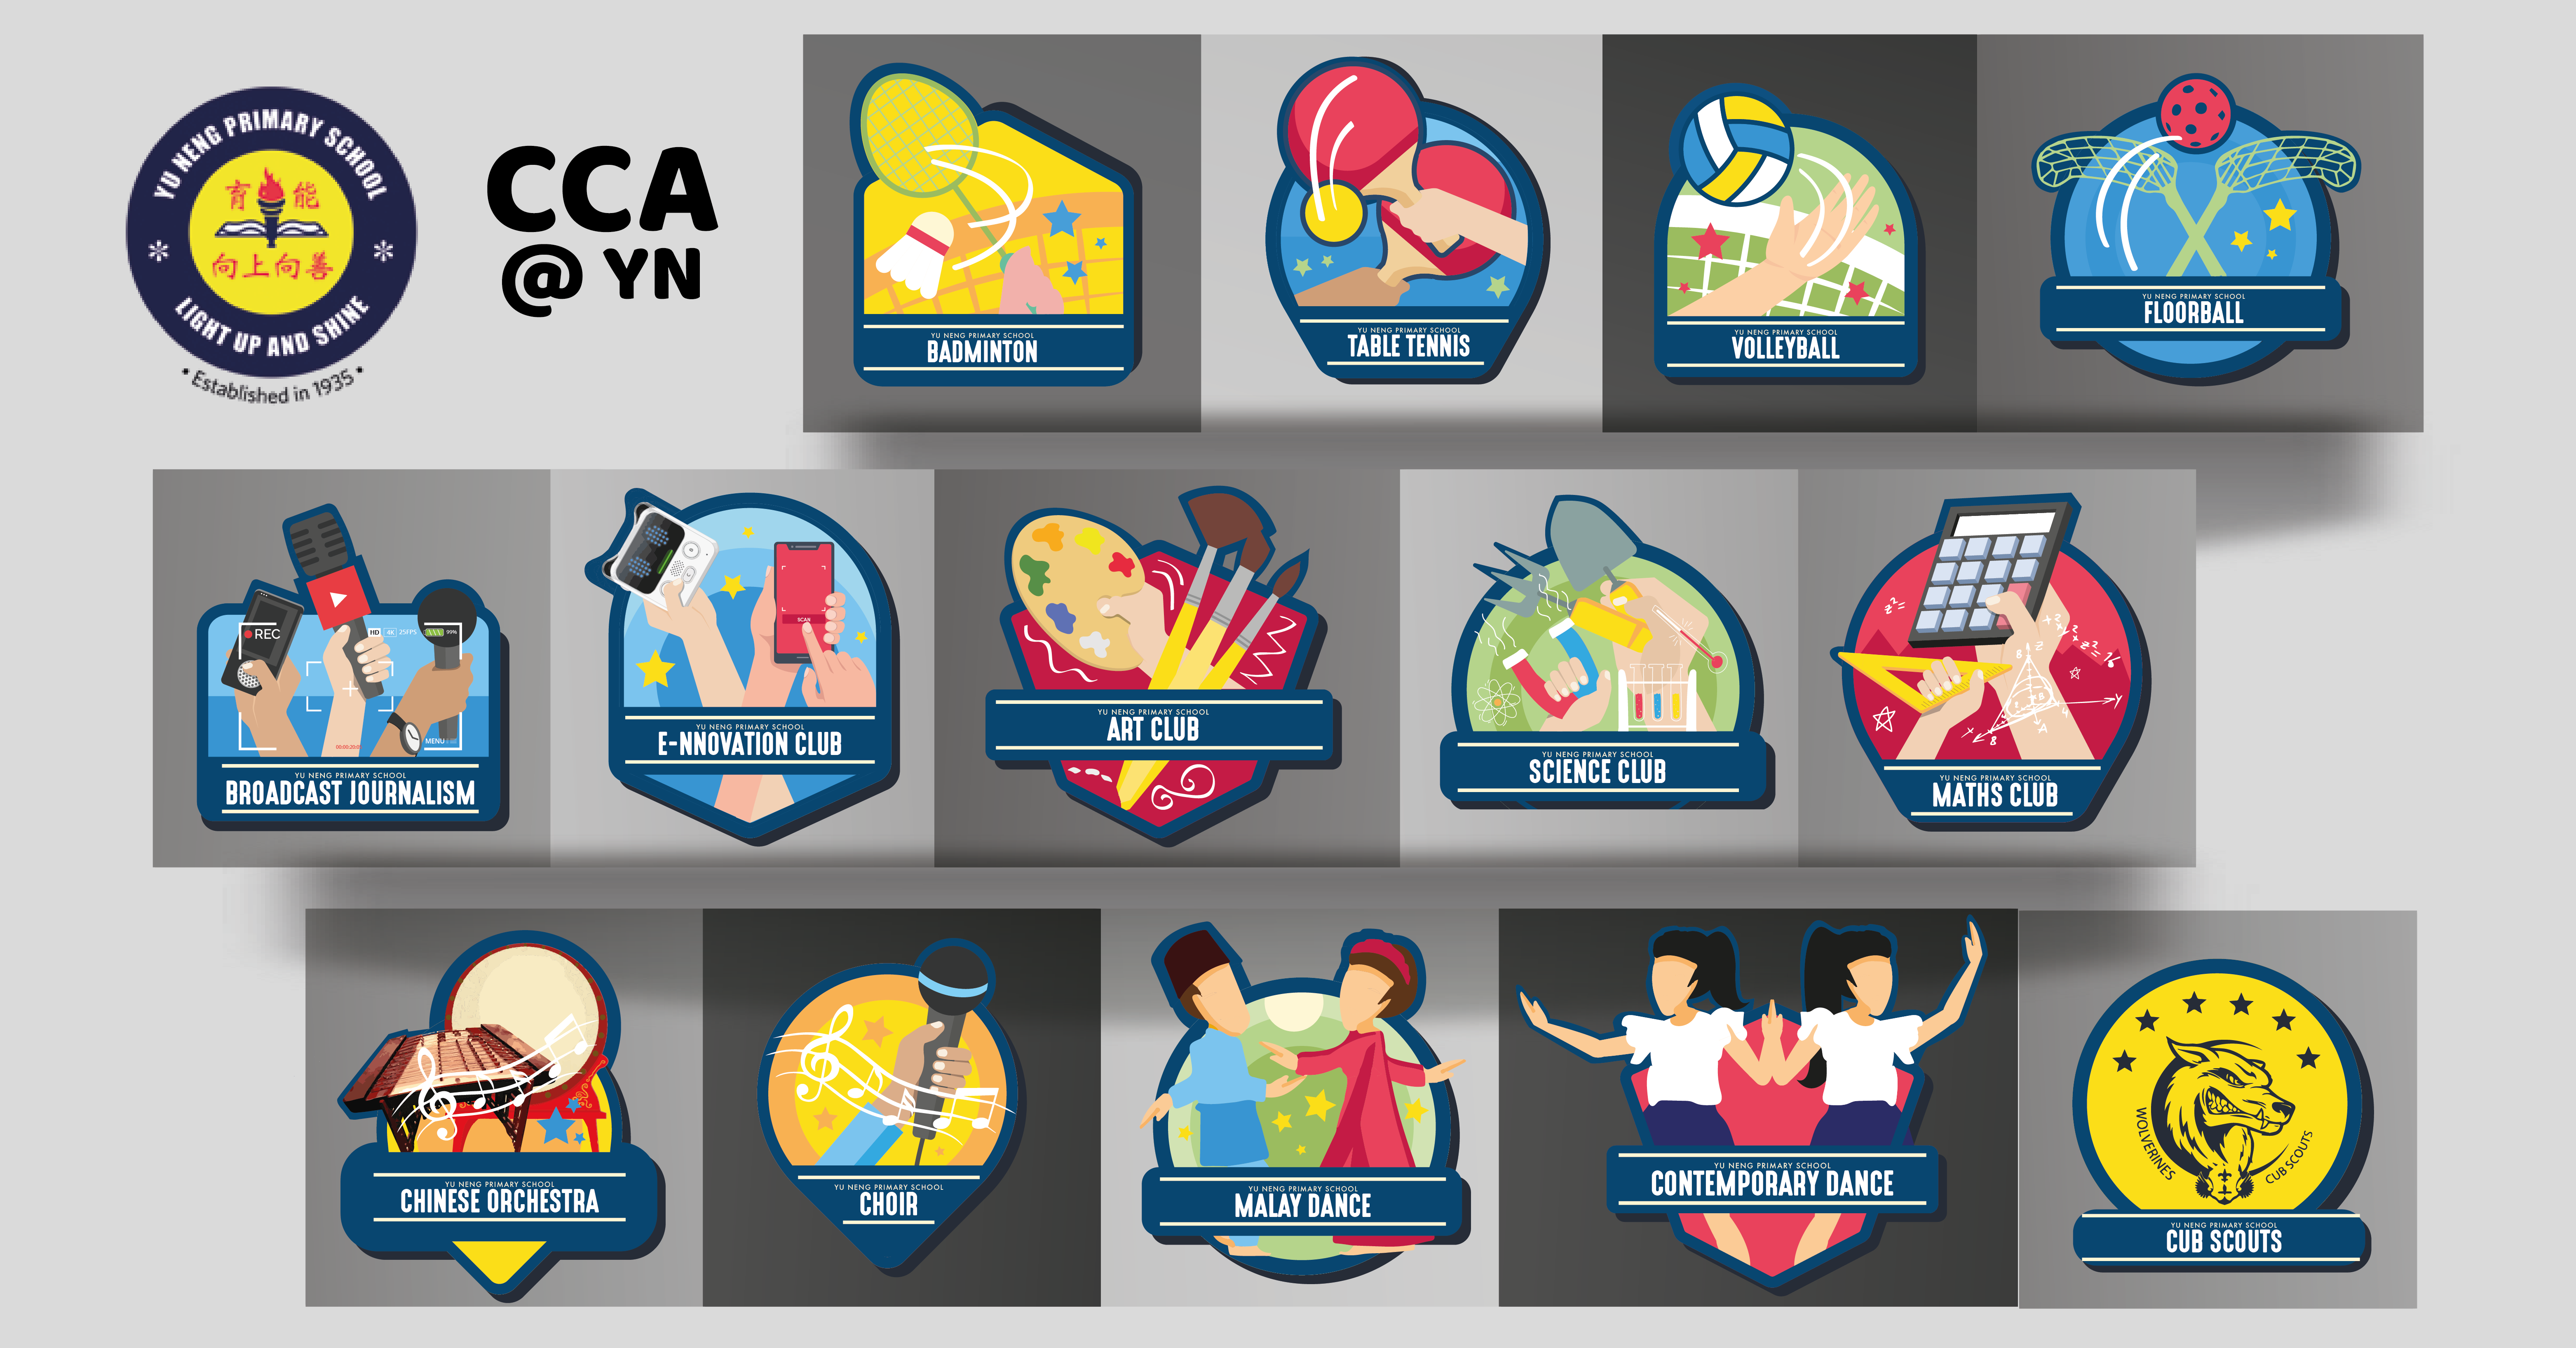 YU NENG PRIMARY SCHOOL
育 能
向上向善
LIGHT UP AND SHINE
• Established in 1935 •
CCA
@ YN
YU NENG PRIMARY SCHOOL
BADMINTON
YU NENG PRIMARY SCHOOL
TABLE TENNIS
YU NENG PRIMARY SCHOOL
VOLLEYBALL
YU NENG PRIMARY SCHOOL
FLOORBALL
REC
HD 4K 25FPS 99%
MENU
YU NENG PRIMARY SCHOOL
BROADCAST JOURNALISM
SCAN
YU NENG PRIMARY SCHOOL
E-NNOVATION CLUB
YU NENG PRIMARY SCHOOL
ART CLUB
YU NENG PRIMARY SCHOOL
SCIENCE CLUB
YU NENG PRIMARY SCHOOL
MATHS CLUB
YU NENG PRIMARY SCHOOL
CHINESE ORCHESTRA
YU NENG PRIMARY SCHOOL
CHOIR
YU NENG PRIMARY SCHOOL
MALAY DANCE
YU NENG PRIMARY SCHOOL
CONTEMPORARY DANCE
WOLVERINES
CUB SCOUTS
YU NENG PRIMARY SCHOOL
CUB SCOUTS